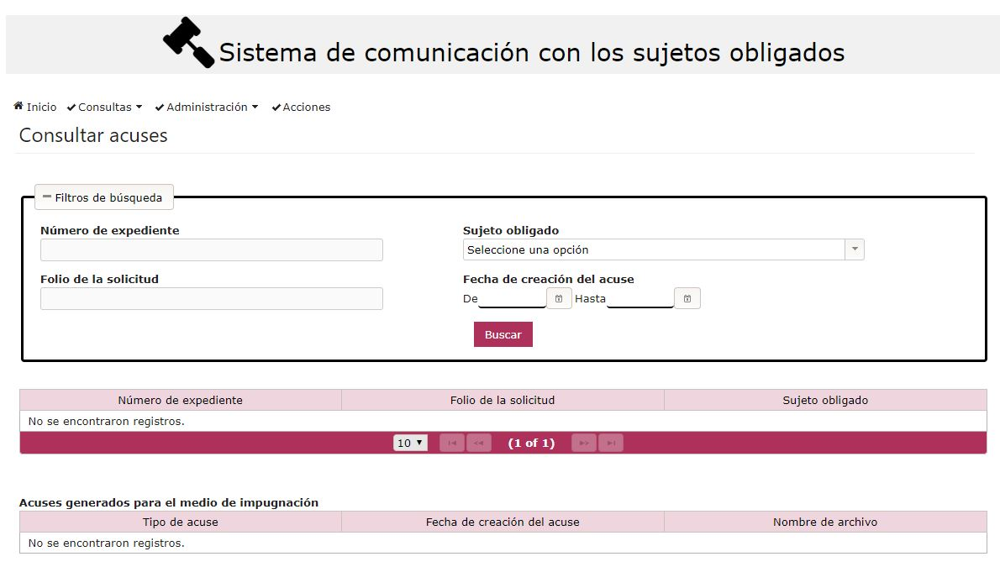 Sistema de comunicación con los sujetos obligados
Inicio Consultas Administración Acciones
Consultar acuses
Filtros de búsqueda
Número de expediente Sujeto obligado
Seleccione una opción
Folio de la solicitud Fecha de creación del acuse
De Hasta
Buscar
Número de expediente Folio de la solicitud Sujeto obligado
No se encontraron registros.
10 (1 of 1)
Acuses generados para el medio de impugnación
Tipo de acuse Fecha de creación del acuse Nombre de archivo
No se encontraron registros.